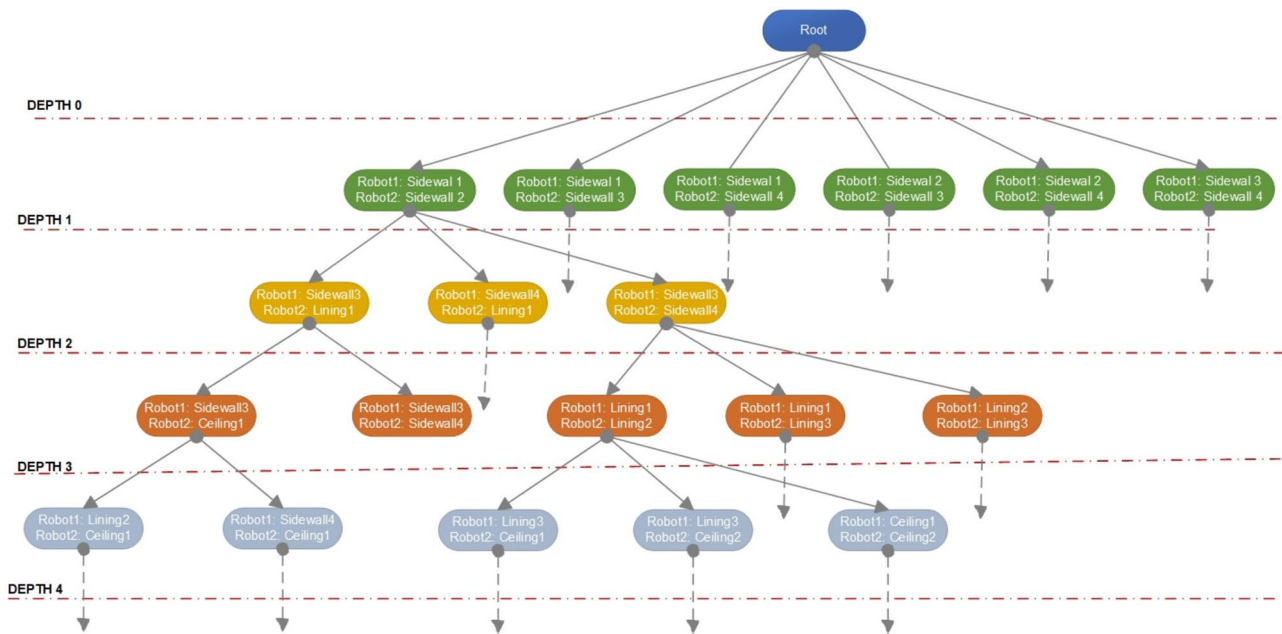 Root
DEPTH 0
Robot1: Sidewal 1
Robot2: Sidewall 2
Robot1: Sidewal 1
Robot2: Sidewall 3
Robot1: Sidewal 1
Robot2: Sidewall 4
Robot1: Sidewal 2
Robot2: Sidewall 3
Robot1: Sidewal 2
Robot2: Sidewall 4
Robot1: Sidewal 3
Robot2: Sidewall 4
DEPTH 1
Robot1: Sidewall3
Robot2: Lining1
Robot1: Sidewall4
Robot2: Lining1
Robot1: Sidewall3
Robot2: Sidewall4
DEPTH 2
Robot1: Sidewall3
Robot2: Ceiling1
Robot1: Sidewall3
Robot2: Sidewall4
Robot1: Lining1
Robot2: Lining2
Robot1: Lining1
Robot2: Lining3
Robot1: Lining2
Robot2: Lining3
DEPTH 3
Robot1: Lining2
Robot2: Ceiling1
Robot1: Sidewall4
Robot2: Ceiling1
Robot1: Lining3
Robot2: Ceiling1
Robot1: Lining3
Robot2: Ceiling2
Robot1: Ceiling1
Robot2: Ceiling2
DEPTH 4